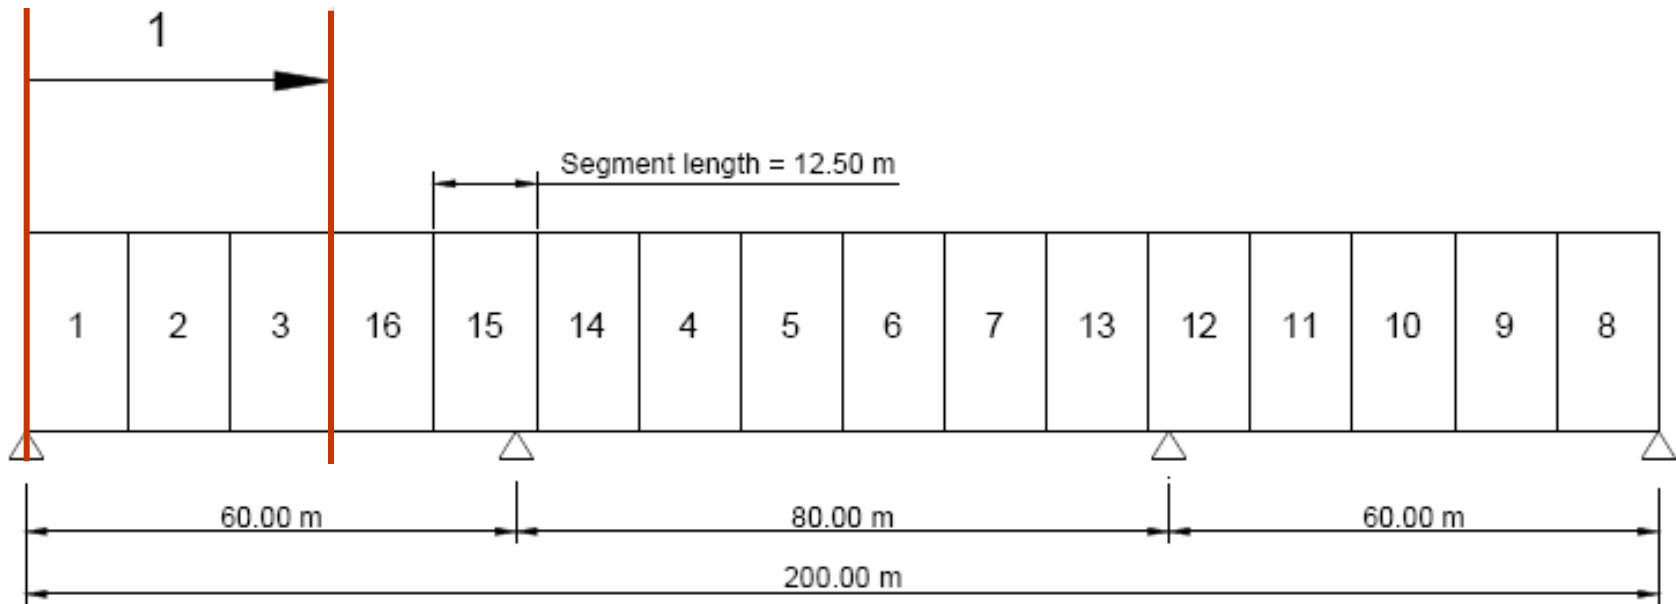 1
Segment length = 12.50 m
1 2 3 16 15 14 4 5 6 7 13 12 11 10 9 8
60.00 m 80.00 m 60.00 m
200.00 m